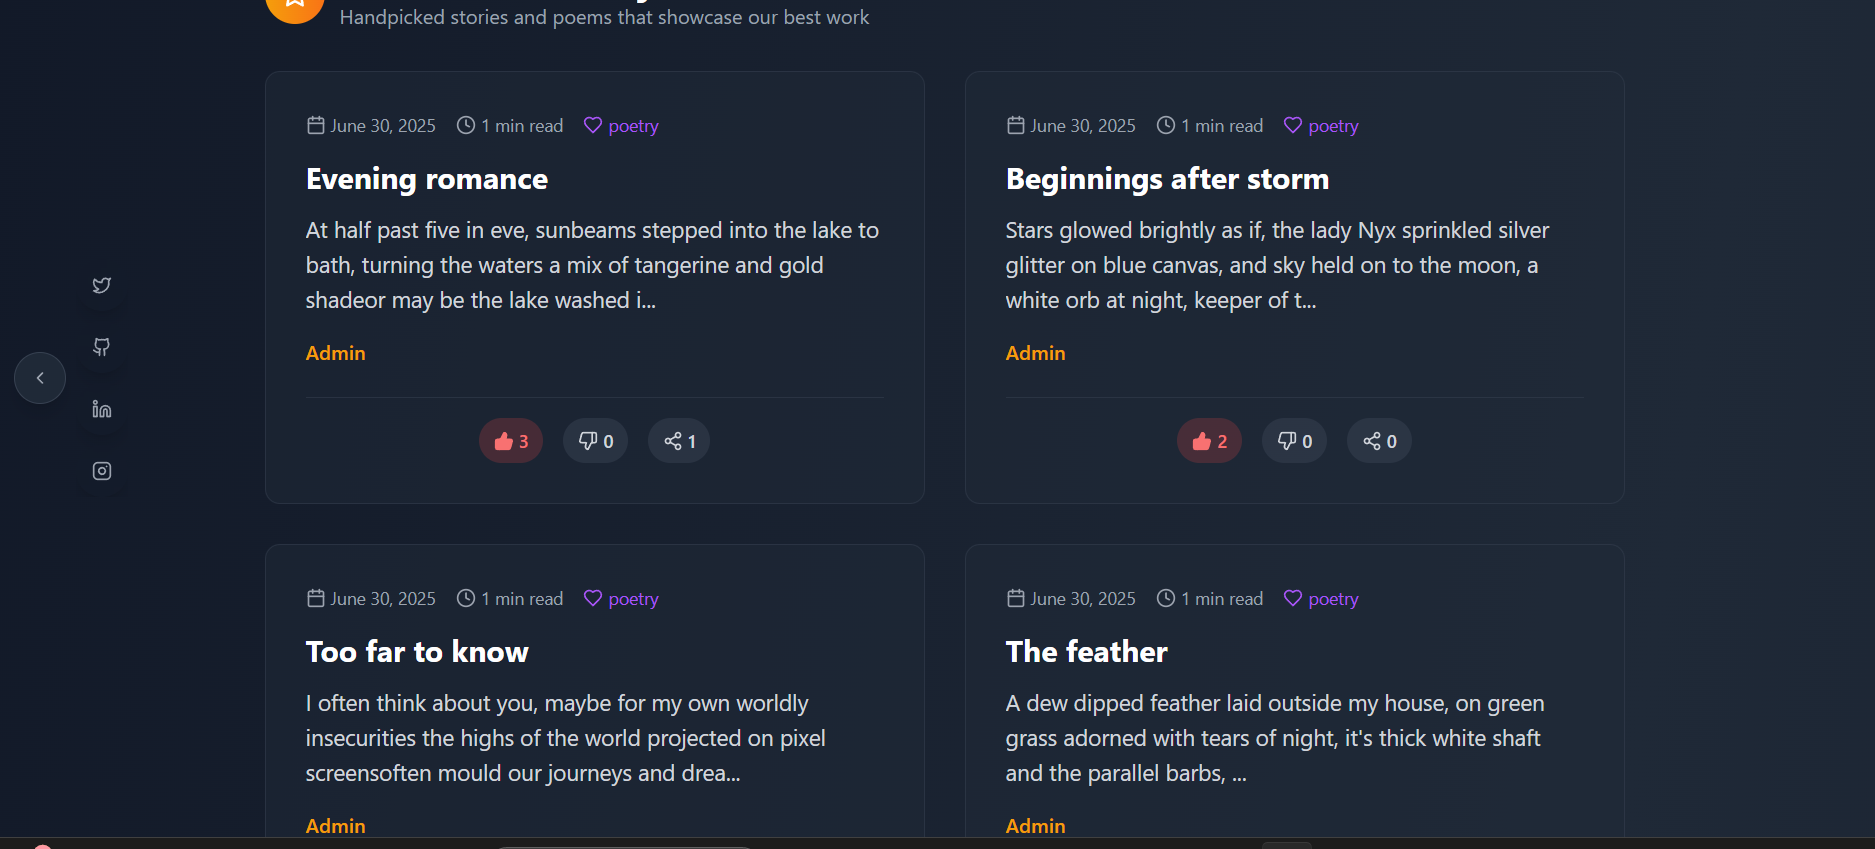 Handpicked stories and poems that showcase our best work
June 30, 2025 1 min read poetry
Evening romance
At half past five in eve, sunbeams stepped into the lake to
bath, turning the waters a mix of tangerine and gold
shadeor may be the lake washed i...
Admin
3 0 1
June 30, 2025 1 min read poetry
Beginnings after storm
Stars glowed brightly as if, the lady Nyx sprinkled silver
glitter on blue canvas, and sky held on to the moon, a
white orb at night, keeper of t...
Admin
2 0 0
June 30, 2025 1 min read poetry
Too far to know
I often think about you, maybe for my own worldly
insecurities the highs of the world projected on pixel
screensoften mould our journeys and drea...
Admin
June 30, 2025 1 min read poetry
The feather
A dew dipped feather laid outside my house, on green
grass adorned with tears of night, it's thick white shaft
and the parallel barbs, ...
Admin